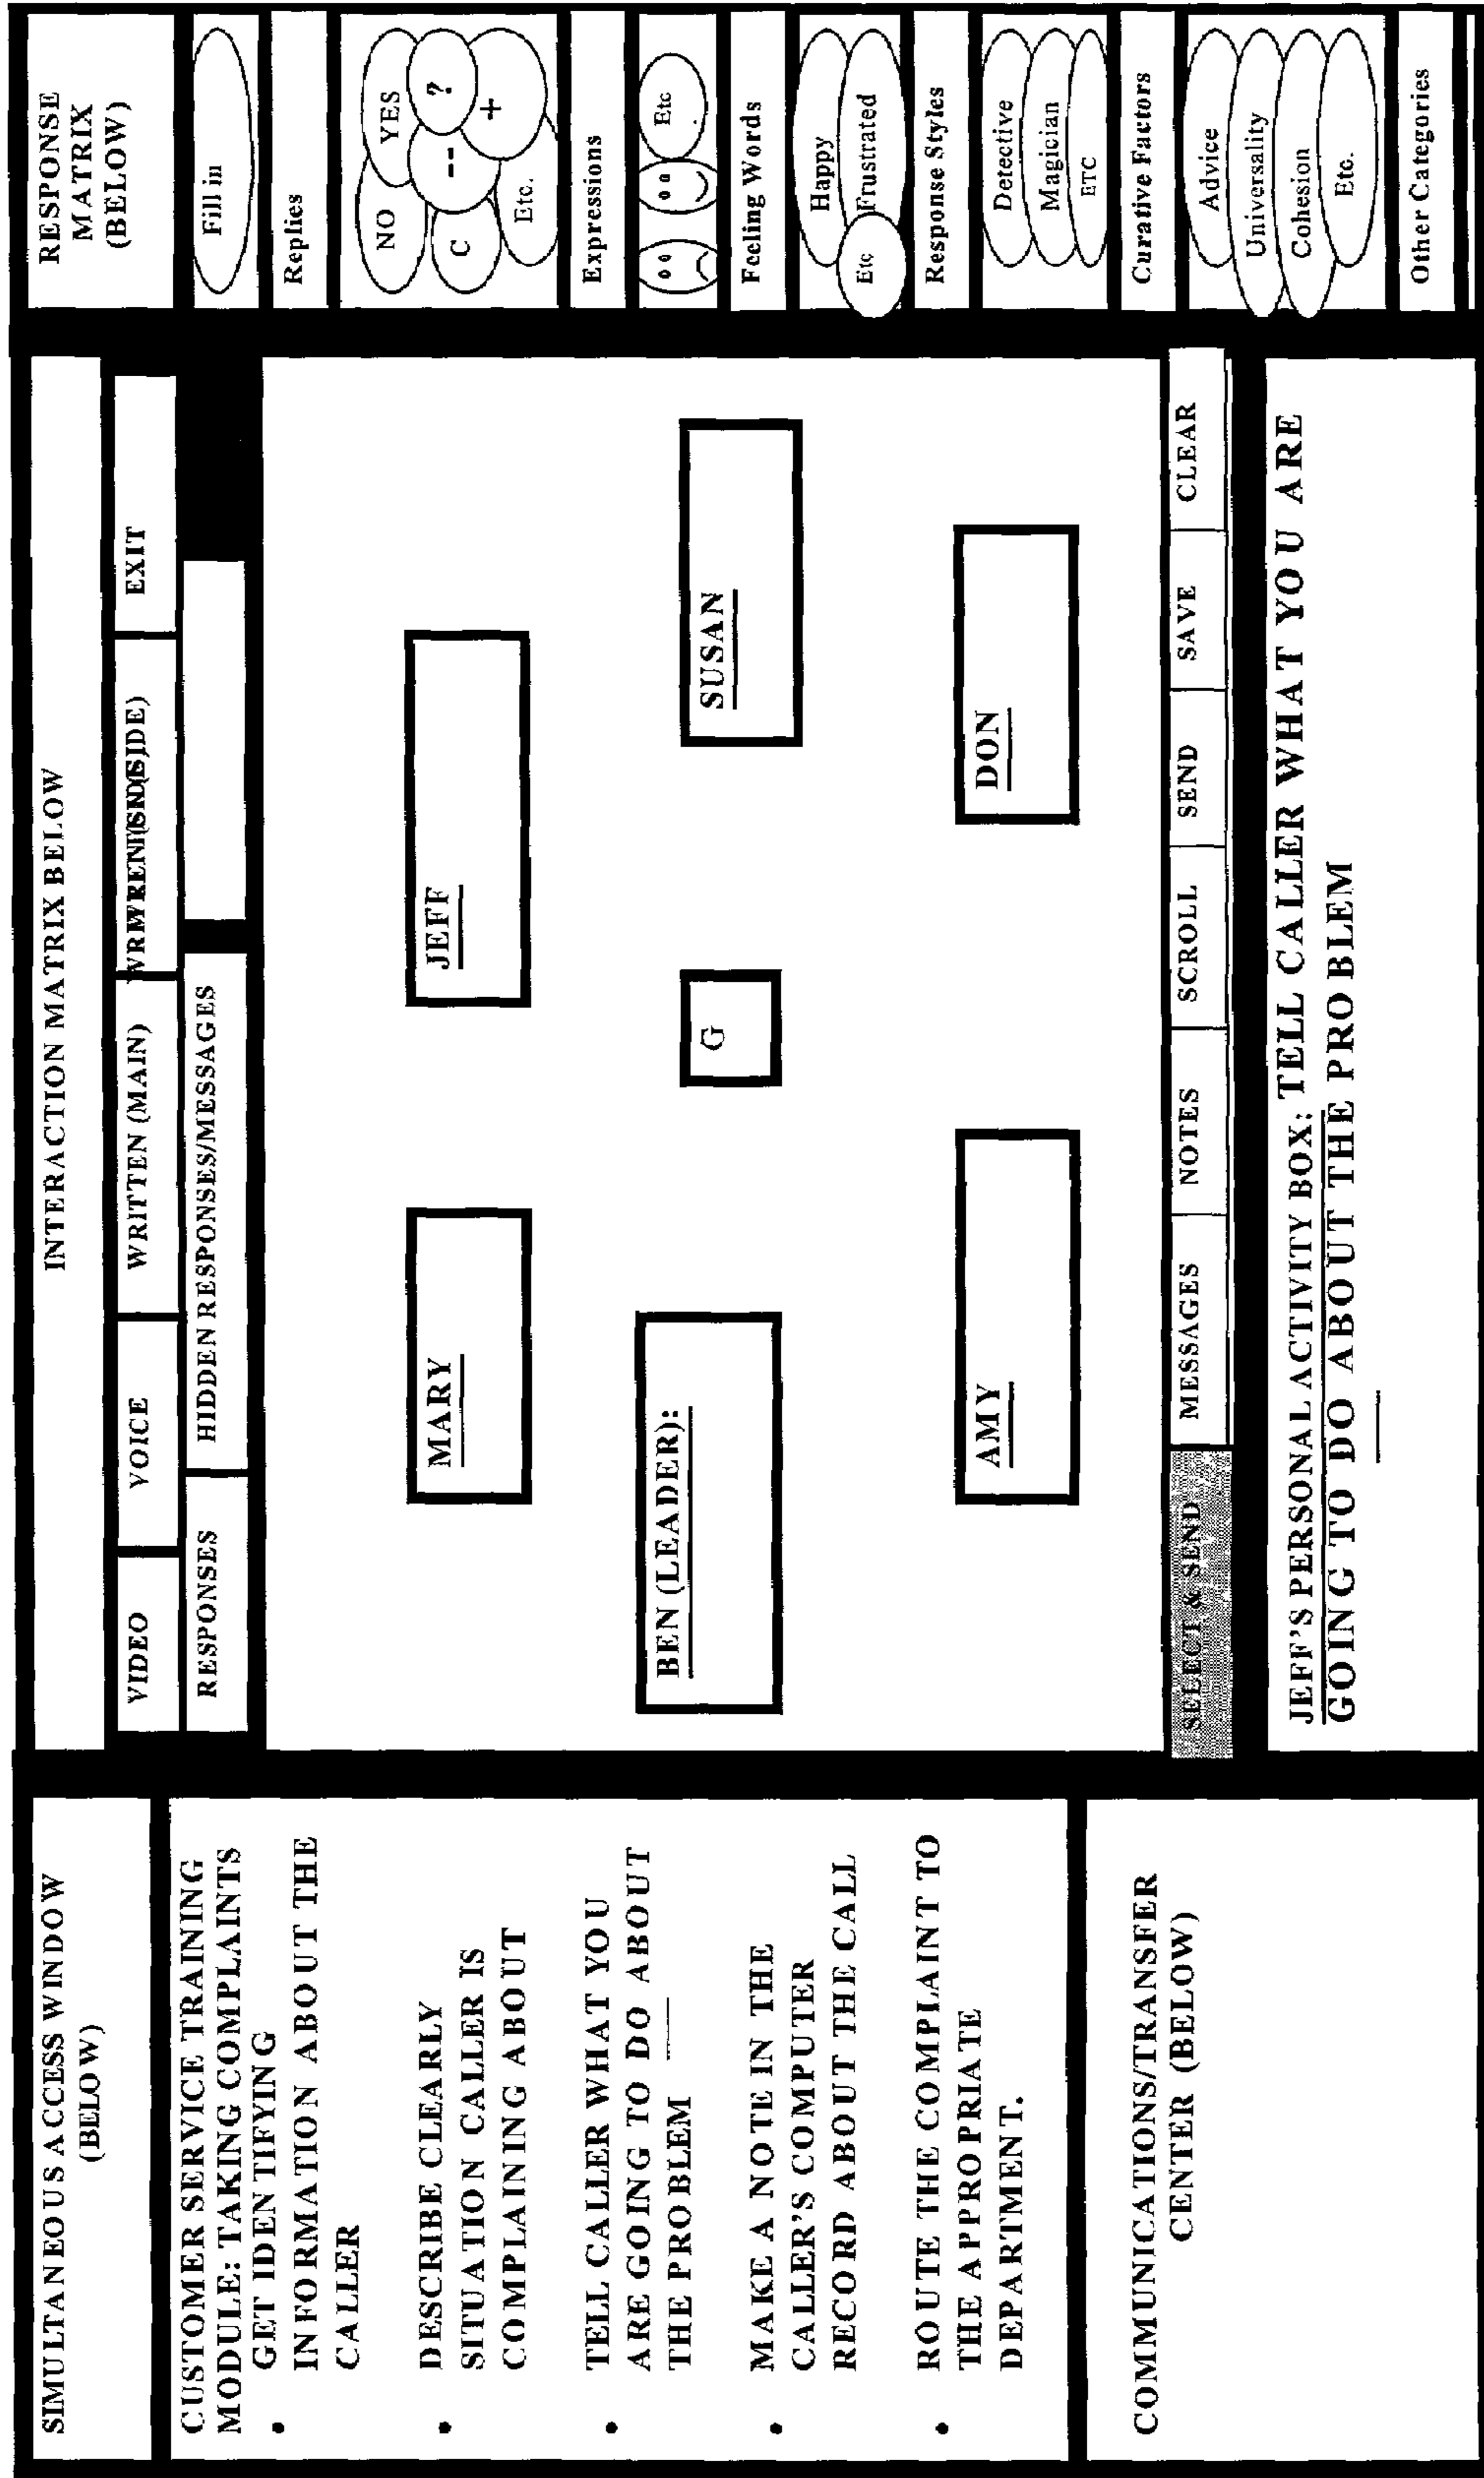 SIMULTANEOUS ACCESS WINDOW
(BELOW)
CUSTOMER SERVICE TRAINING
MODULE: TAKING COMPLAINTS
• GET IDENTIFYING
INFORMATION ABOUT THE
CALLER
• DESCRIBE CLEARLY
SITUATION CALLER IS
COMPLAINING ABOUT
• TELL CALLER WHAT YOU
ARE GOING TO DO ABOUT
THE PROBLEM
• MAKE A NOTE IN THE
CALLER'S COMPUTER
RECORD ABOUT THE CALL
• ROUTE THE COMPLAINT TO
THE APPROPRIATE
DEPARTMENT.
COMMUNICATIONS/TRANSFER
CENTER (BELOW)
INTERACTION MATRIX BELOW
VIDEO VOICE WRITTEN (MAIN) (SIDE) EXIT
RESPONSES HIDDEN RESPONSES/MESSAGES
MARY
JEFF
BEN (LEADER):
G
SUSAN
AMY
DON
SELECT & SEND MESSAGES NOTES SCROLL SEND SAVE CLEAR
JEFF'S PERSONAL ACTIVITY BOX: TELL CALLER WHAT YOU ARE
GOING TO DO ABOUT THE PROBLEM
RESPONSE
MATRIX
(BELOW)
Fill in
Replies
NO YES
C -- ?
Etc. +
Expressions
Etc
Feeling Words
Happy
Etc Frustrated
Response Styles
Detective
Magician
ETC
Curative Factors
Advice
Universality
Cohesion
Etc.
Other Categories